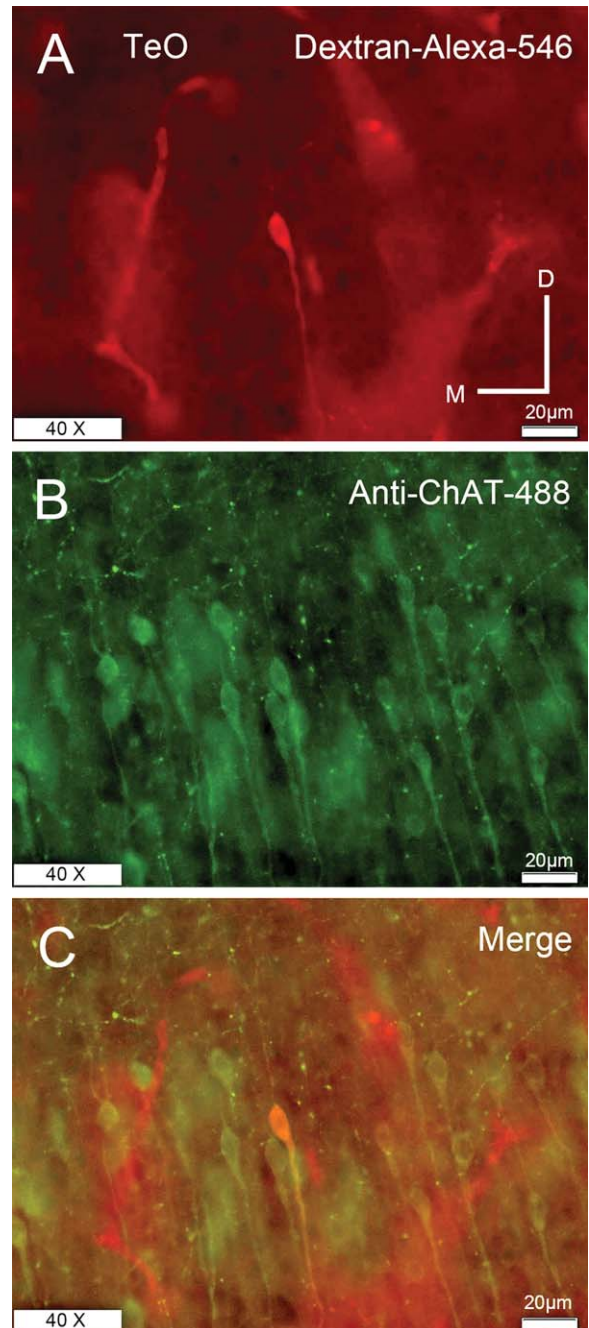 A TeO Dextran-Alexa-546
D
M
40 X 20µm
B Anti-ChAT-488
40 X 20µm
C Merge
40 X 20µm